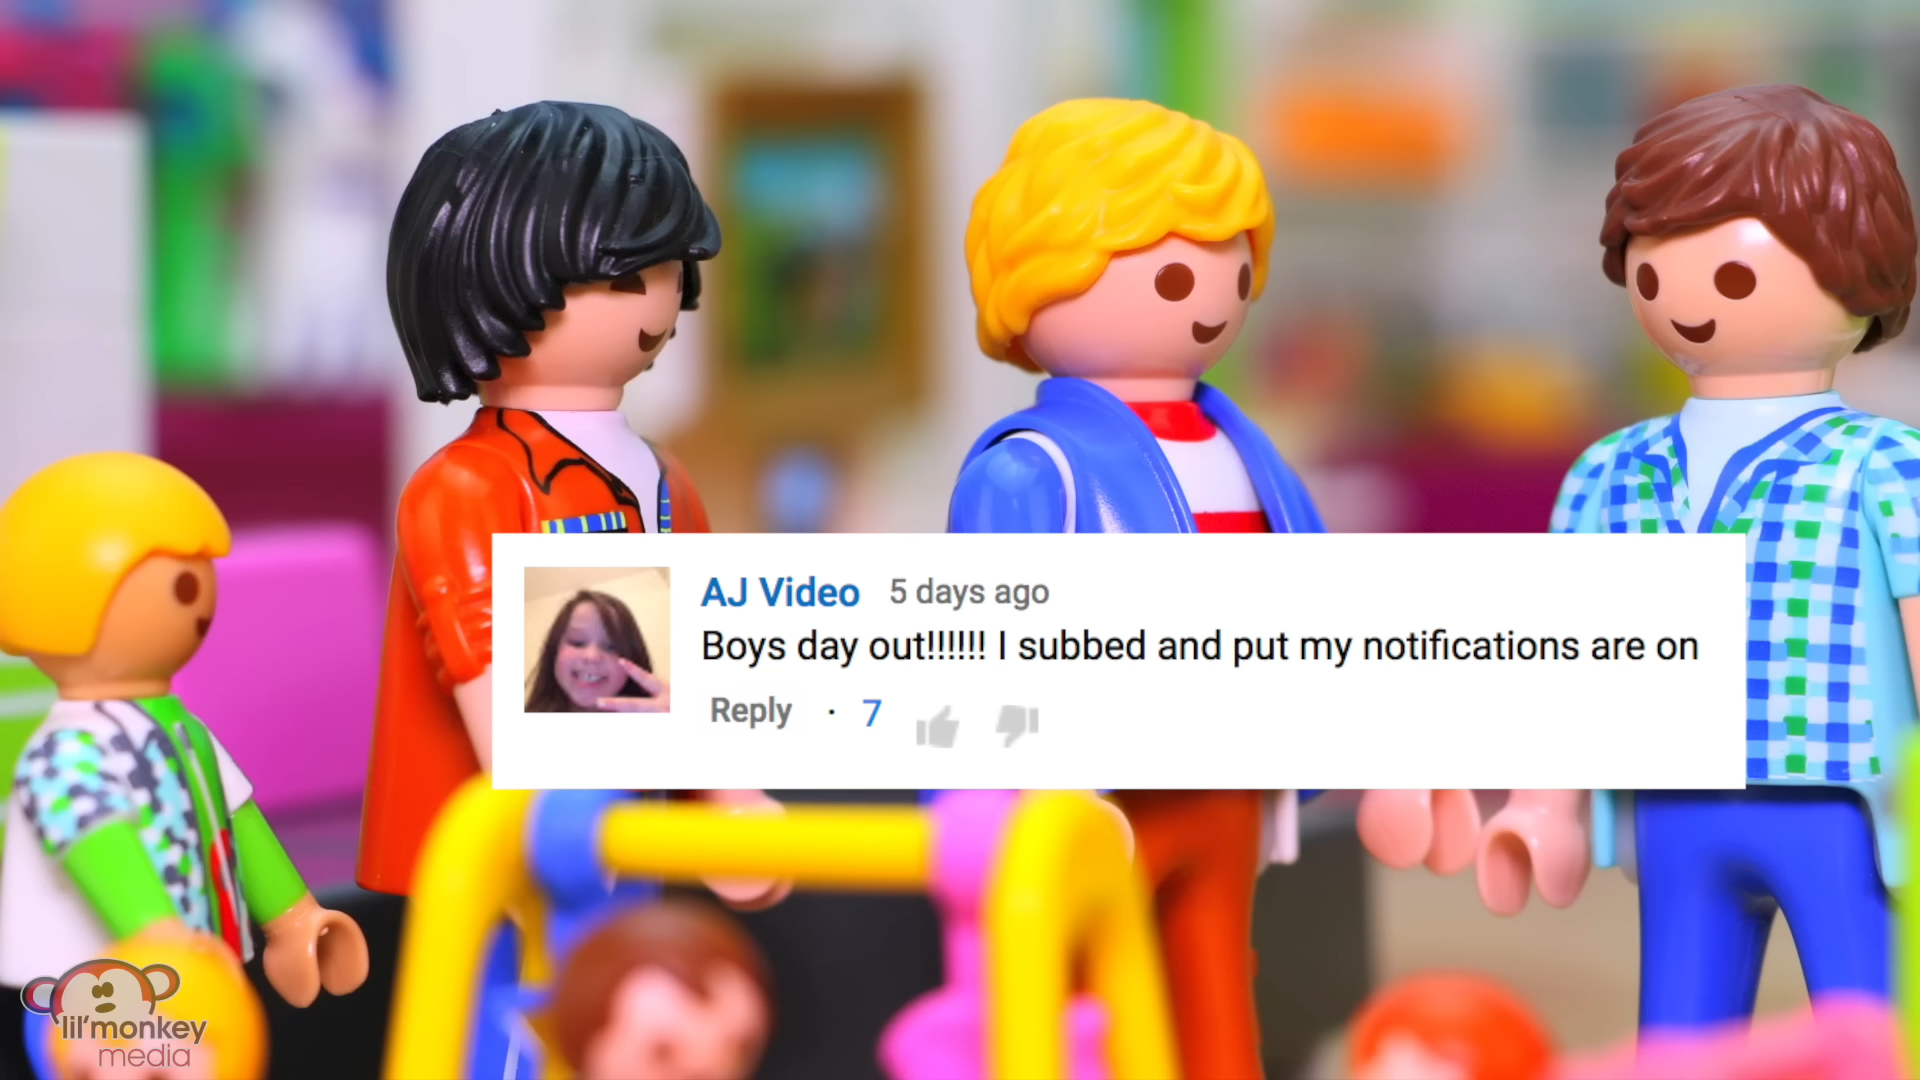 AJ Video 5 days ago
Boys day out!!!!!! I subbed and put my notifications are on
Reply · 7
lil'monkey
media